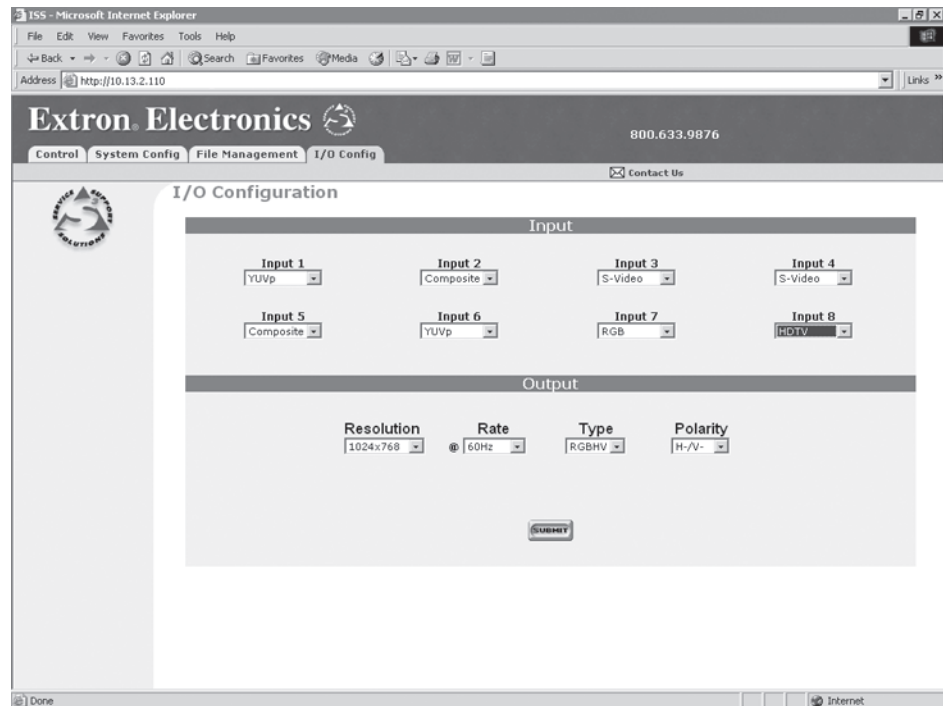 ISS - Microsoft Internet Explorer
File Edit View Favorites Tools Help
Back Search Favorites Media
Address http://10.13.2.110 Links »
Extron® Electronics
800.633.9876
Control System Config File Management I/O Config
Contact Us
SERVICE SUPPORT SOLUTIONS
I/O Configuration
Input
Input 1 Input 2 Input 3 Input 4
YUVp Composite S-Video S-Video
Input 5 Input 6 Input 7 Input 8
Composite YUVp RGB HDTV
Output
Resolution Rate Type Polarity
1024x768 @ 60Hz RGBHV H-/V-
SUBMIT
Done Internet